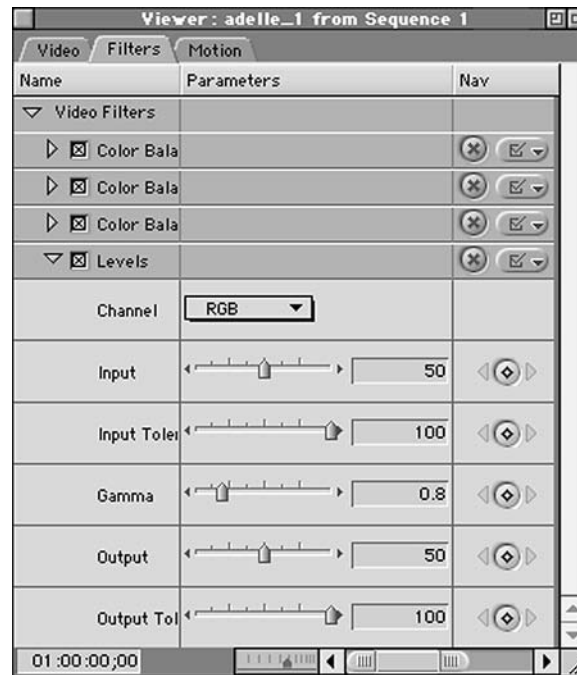 Viewer: adelle_1 from Sequence 1
Video Filters Motion
Name Parameters Nav
Video Filters
Color Bala
Color Bala
Color Bala
Levels
Channel RGB
Input 50
Input Toler 100
Gamma 0.8
Output 50
Output Tol 100
01:00:00;00